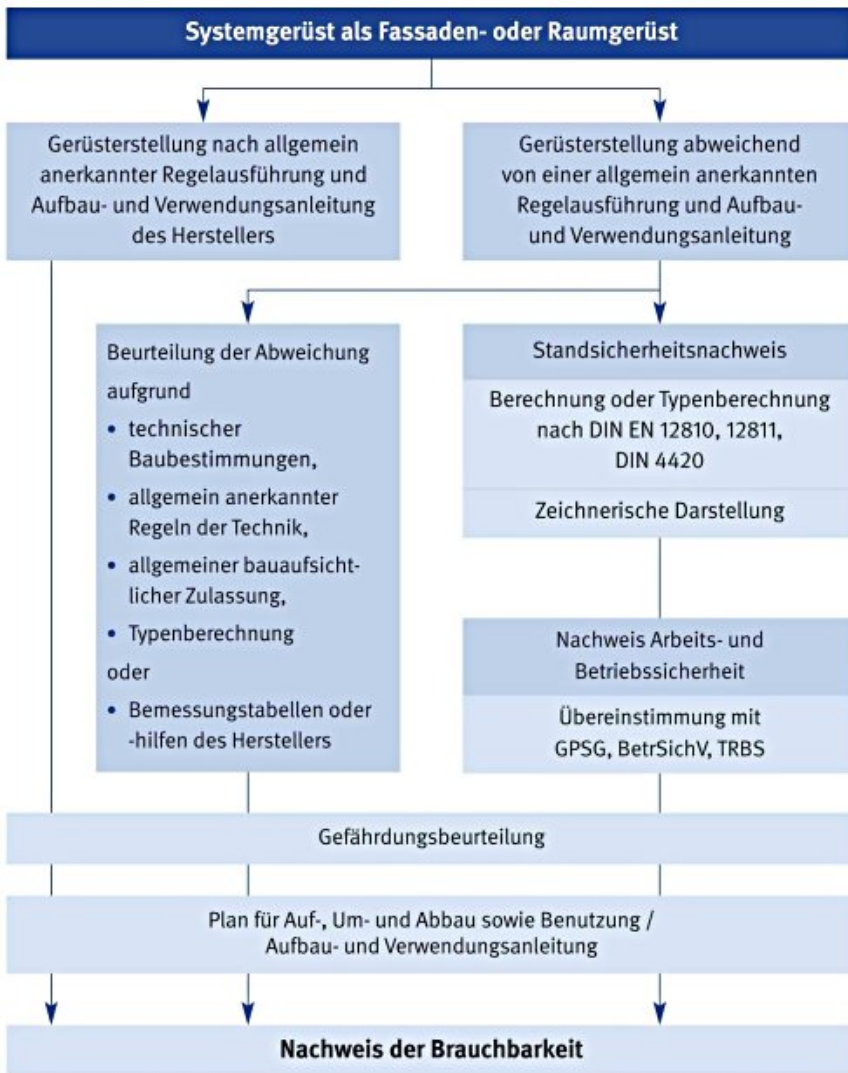 Systemgerüst als Fassaden- oder Raumgerüst
Gerüsterstellung nach allgemein
anerkannter Regelausführung und
Aufbau- und Verwendungsanleitung
des Herstellers
Gerüsterstellung abweichend
von einer allgemein anerkannten
Regelausführung und Aufbau-
und Verwendungsanleitung
Beurteilung der Abweichung
aufgrund
• technischer
Baubestimmungen,
• allgemein anerkannter
Regeln der Technik,
• allgemeiner bauaufsicht-
licher Zulassung,
• Typenberechnung
oder
• Bemessungstabellen oder
-hilfen des Herstellers
Standsicherheitsnachweis
Berechnung oder Typenberechnung
nach DIN EN 12810, 12811,
DIN 4420
Zeichnerische Darstellung
Nachweis Arbeits- und
Betriebssicherheit
Übereinstimmung mit
GPSG, BetrSichV, TRBS
Gefährdungsbeurteilung
Plan für Auf-, Um- und Abbau sowie Benutzung /
Aufbau- und Verwendungsanleitung
Nachweis der Brauchbarkeit